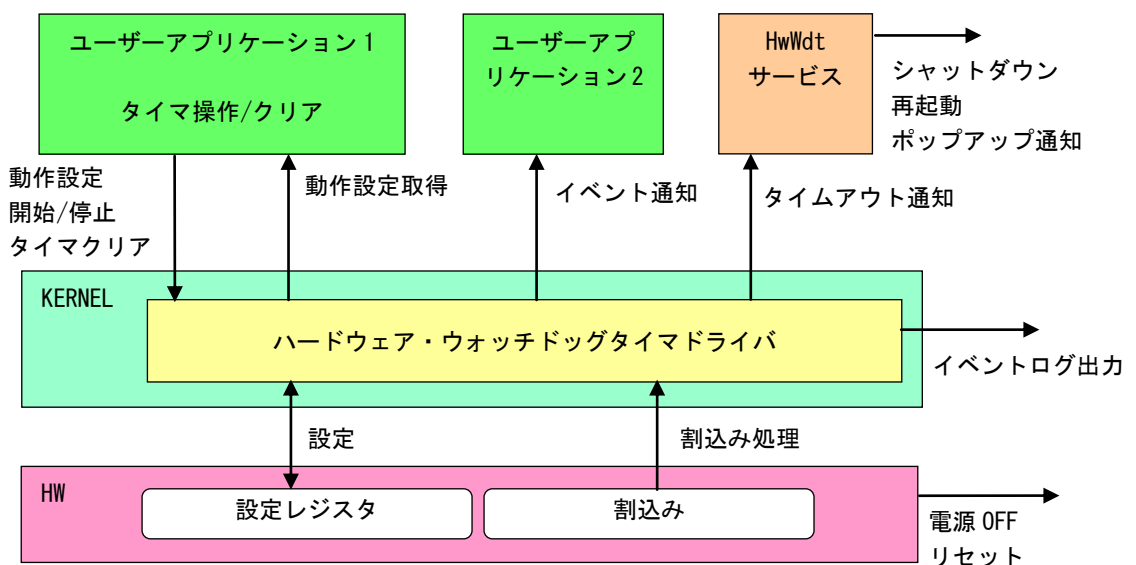 ユーザーアプリケーション1
タイマ操作/クリア
ユーザーアプ
リケーション2
HwWdt
サービス
シャットダウン
再起動
ポップアップ通知
動作設定
開始/停止
タイマクリア
動作設定取得
イベント通知
タイムアウト通知
KERNEL
ハードウェア・ウォッチドッグタイマドライバ
イベントログ出力
設定
割込み処理
HW
設定レジスタ
割込み
電源OFF
リセット